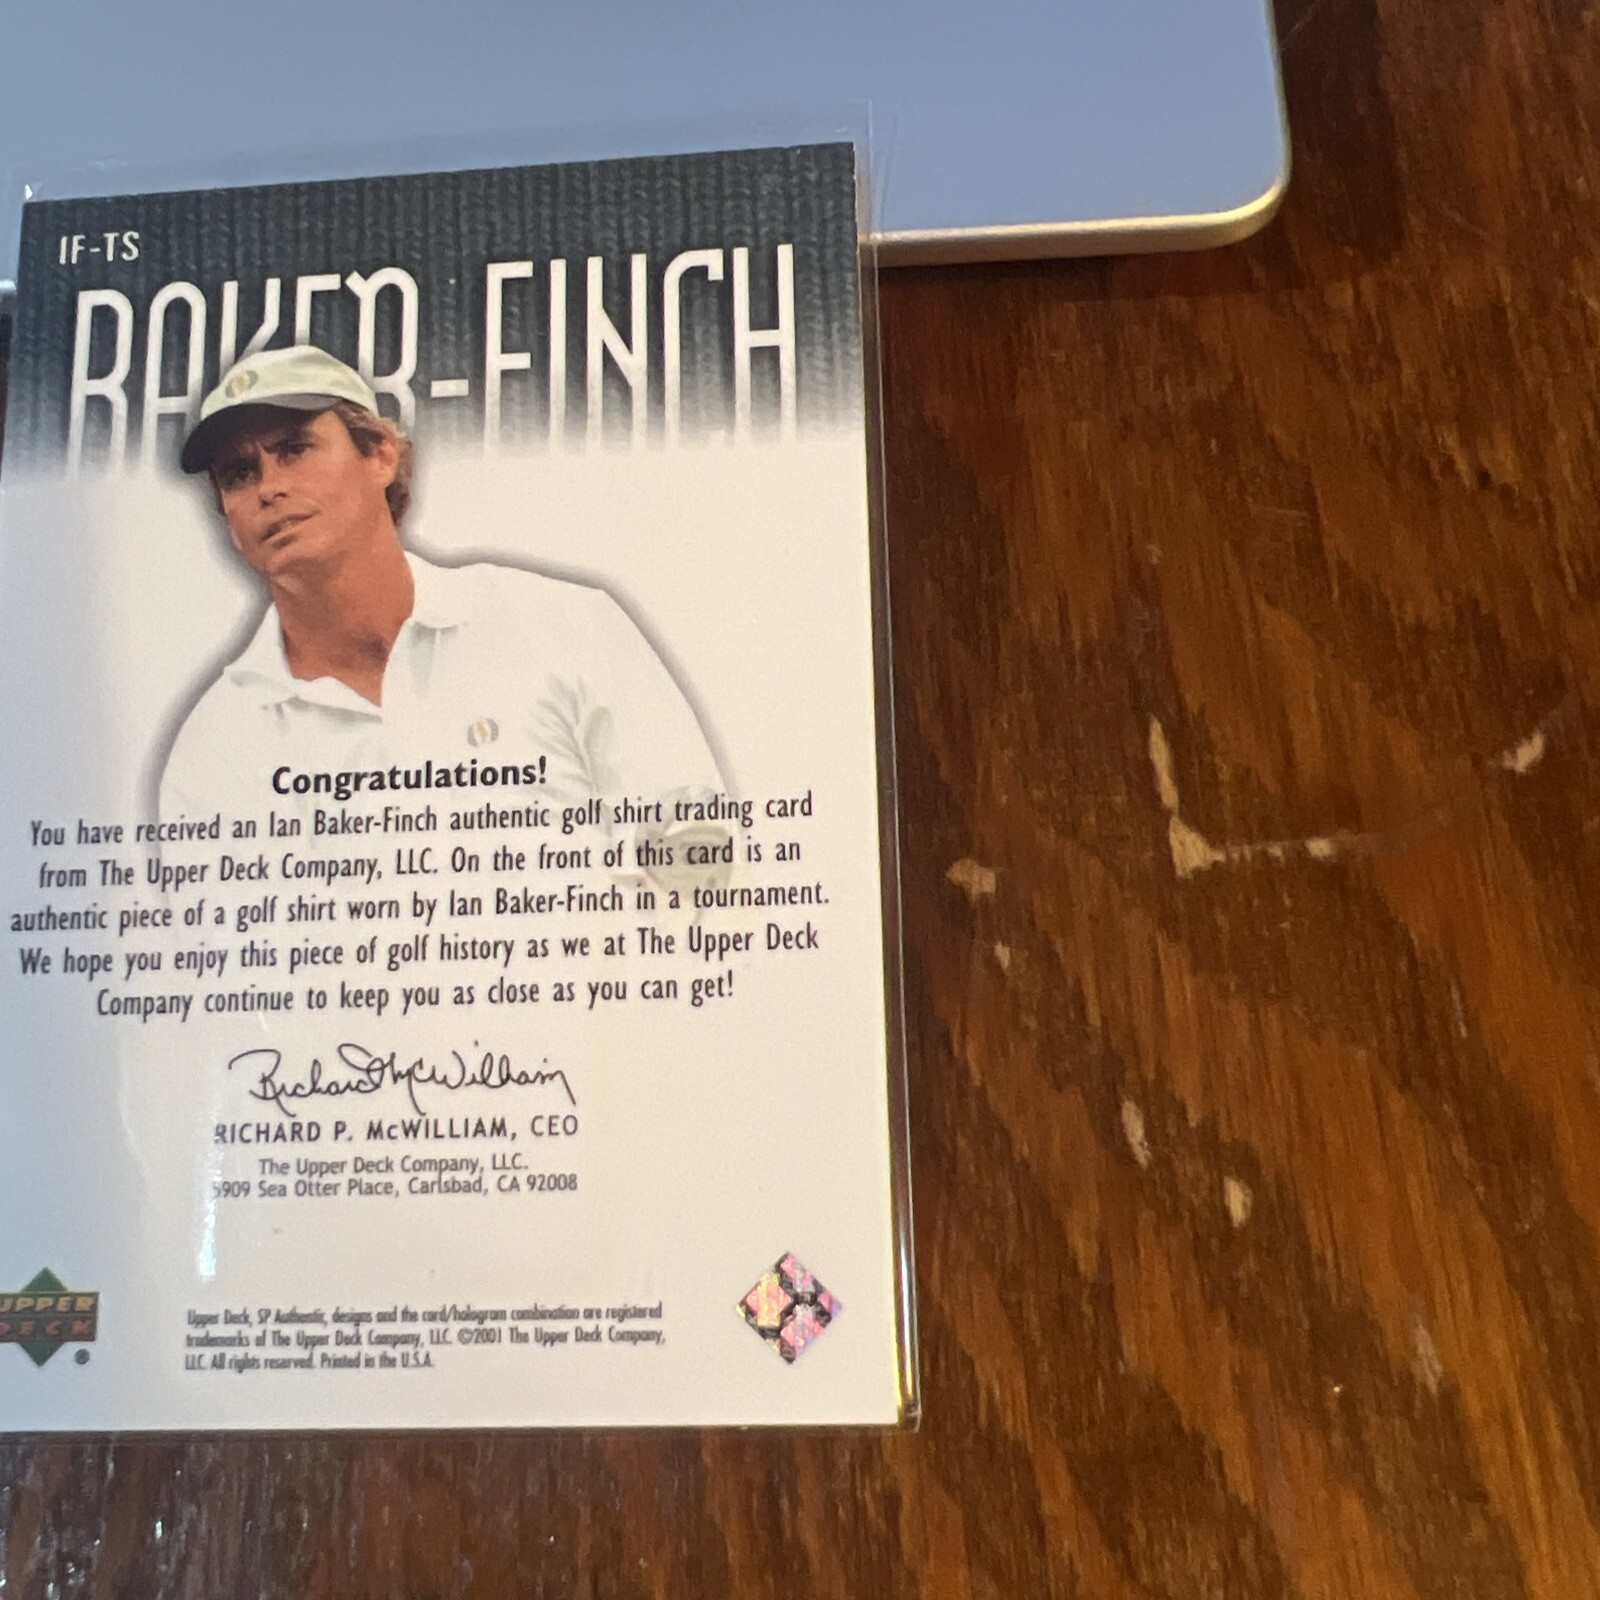 IF-TS
BAKER-FINCH
Congratulations!
You have received an Ian Baker-Finch authentic golf shirt trading card
from The Upper Deck Company, LLC. On the front of this card is an
authentic piece of a golf shirt worn by Ian Baker-Finch in a tournament.
We hope you enjoy this piece of golf history as we at The Upper Deck
Company continue to keep you as close as you can get!
Richard McWilliam
RICHARD P. McWILLIAM, CEO
The Upper Deck Company, LLC.
5909 Sea Otter Place, Carlsbad, CA 92008
UPPER
DECK
®
Upper Deck, SP Authentic, designs and the card/hologram combination are registered
trademarks of The Upper Deck Company, LLC. ©2001 The Upper Deck Company,
LLC. All rights reserved. Printed in the U.S.A.